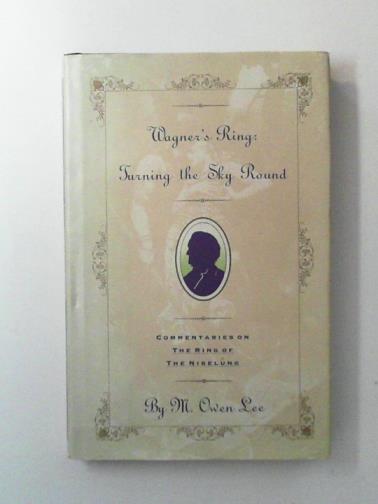 Wagner's Ring:
Turning the Sky Round
COMMENTARIES ON
THE RING OF
THE NIBELUNG
By M. Owen Lee